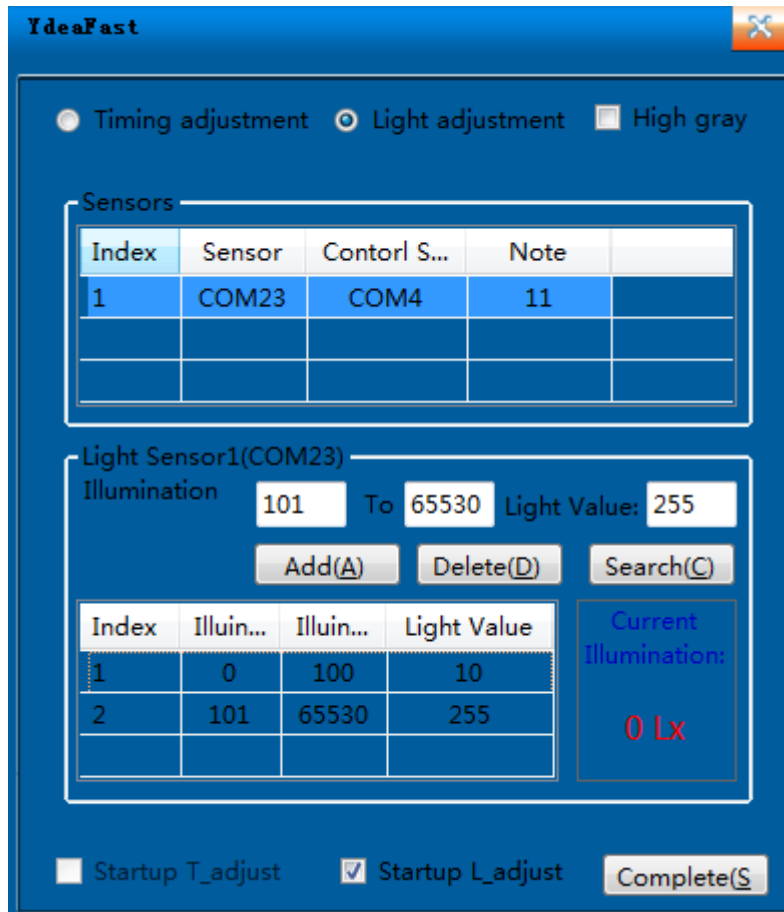 YdeaFast
Timing adjustment Light adjustment High gray
Sensors
Index Sensor Contorl S... Note
1 COM23 COM4 11
Light Sensor1(COM23)
Illumination 101 To 65530 Light Value: 255
Add(A) Delete(D) Search(C)
Index Illuin... Illuin... Light Value
1 0 100 10
2 101 65530 255
Current
Illumination:
0 Lx
Startup T_adjust Startup L_adjust Complete(S